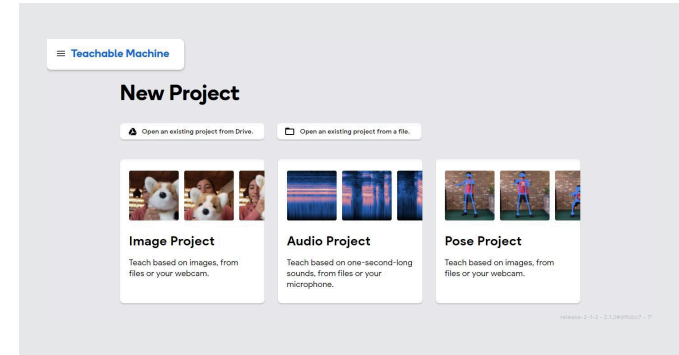 Teachable Machine
New Project
Open an existing project from Drive.
Open an existing project from a file.
Image Project
Teach based on images, from
files or your webcam.
Audio Project
Teach based on one-second-long
sounds, from files or your
microphone.
Pose Project
Teach based on images, from
files or your webcam.